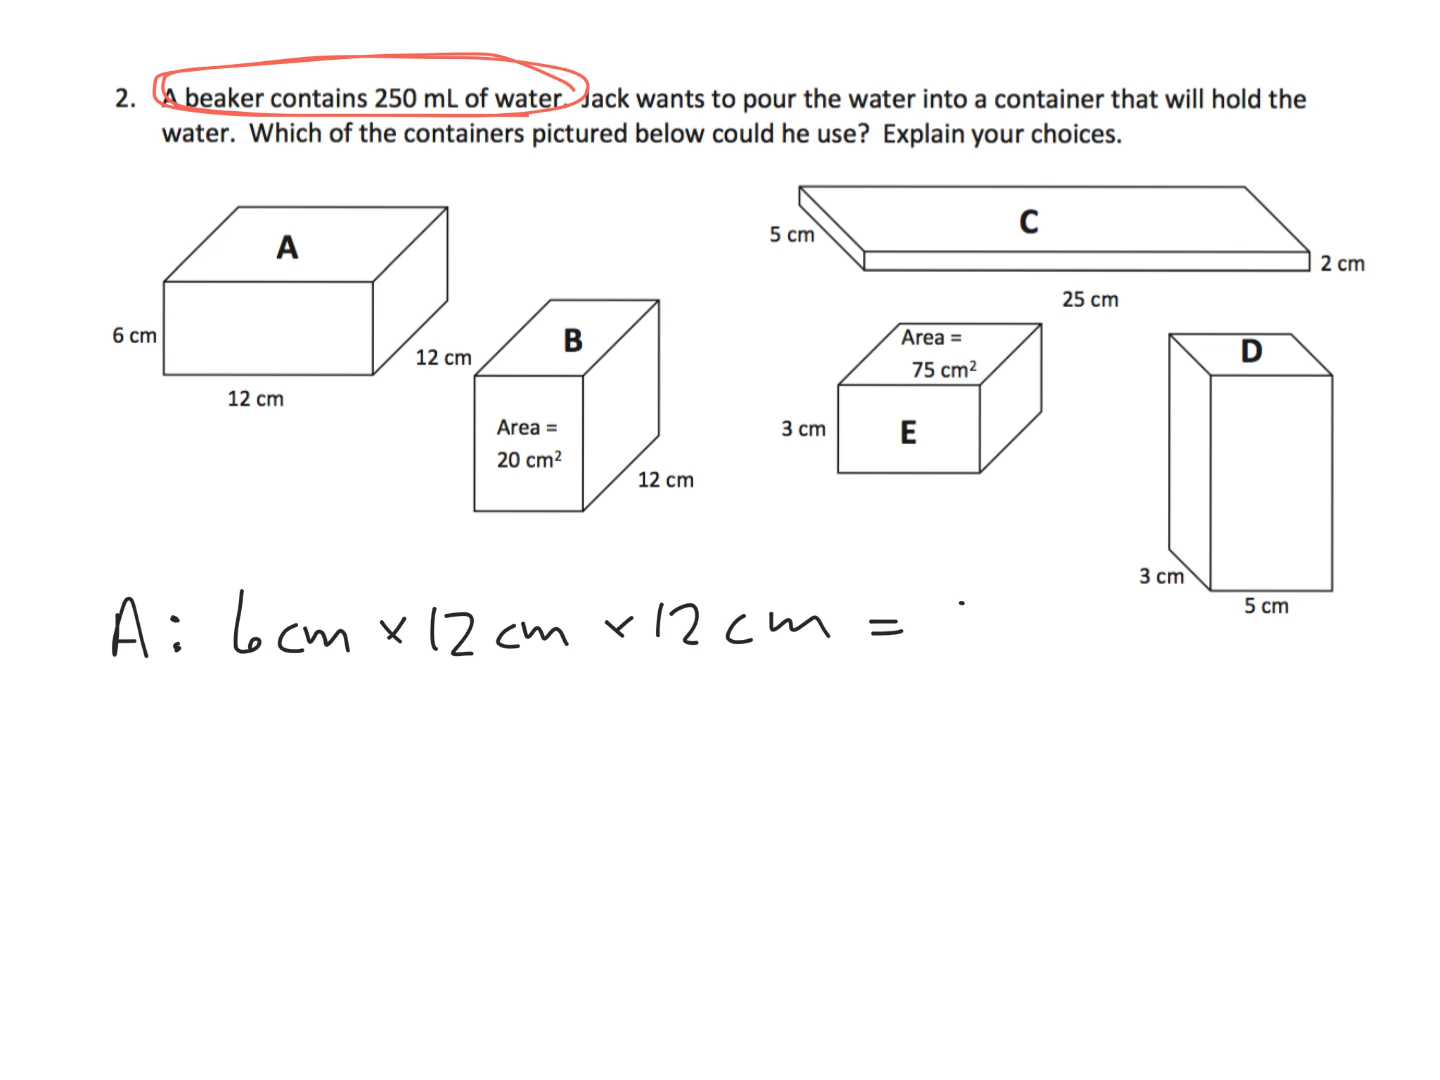 2. A beaker contains 250 mL of water. Jack wants to pour the water into a container that will hold the
water. Which of the containers pictured below could he use? Explain your choices.
A
6 cm
12 cm
12 cm
B
Area =
20 cm²
12 cm
C
5 cm
2 cm
25 cm
Area =
75 cm²
3 cm
E
D
3 cm
5 cm
A: 6 cm × 12 cm × 12 cm =